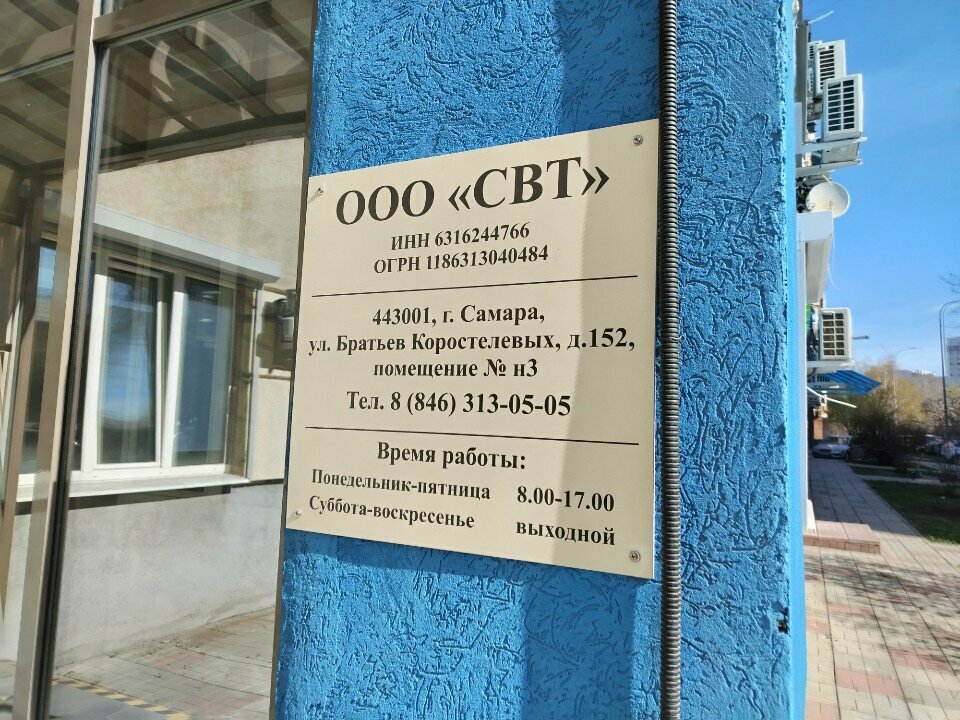 ООО «СВТ»
ИНН 6316244766
ОГРН 1186313040484
443001, г. Самара,
ул. Братьев Коростелевых, д.152,
помещение № н3
Тел. 8 (846) 313-05-05
Время работы:
Понедельник-пятница 8.00-17.00
Суббота-воскресенье выходной